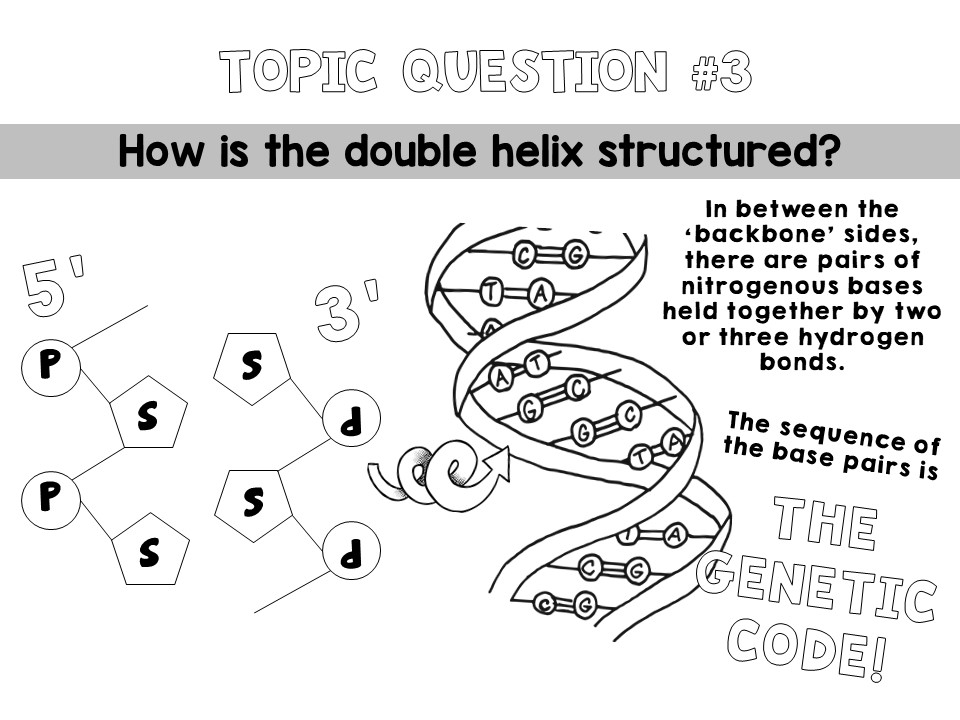 TOPIC QUESTION #3
How is the double helix structured?
5'
3'
P
S
P
S
S
d
S
d
C G
T A
A
A T
G C
G C
T A
T A
C G
C G
In between the
‘backbone’ sides,
there are pairs of
nitrogenous bases
held together by two
or three hydrogen
bonds.
The sequence of
the base pairs is
THE
GENETIC
CODE!